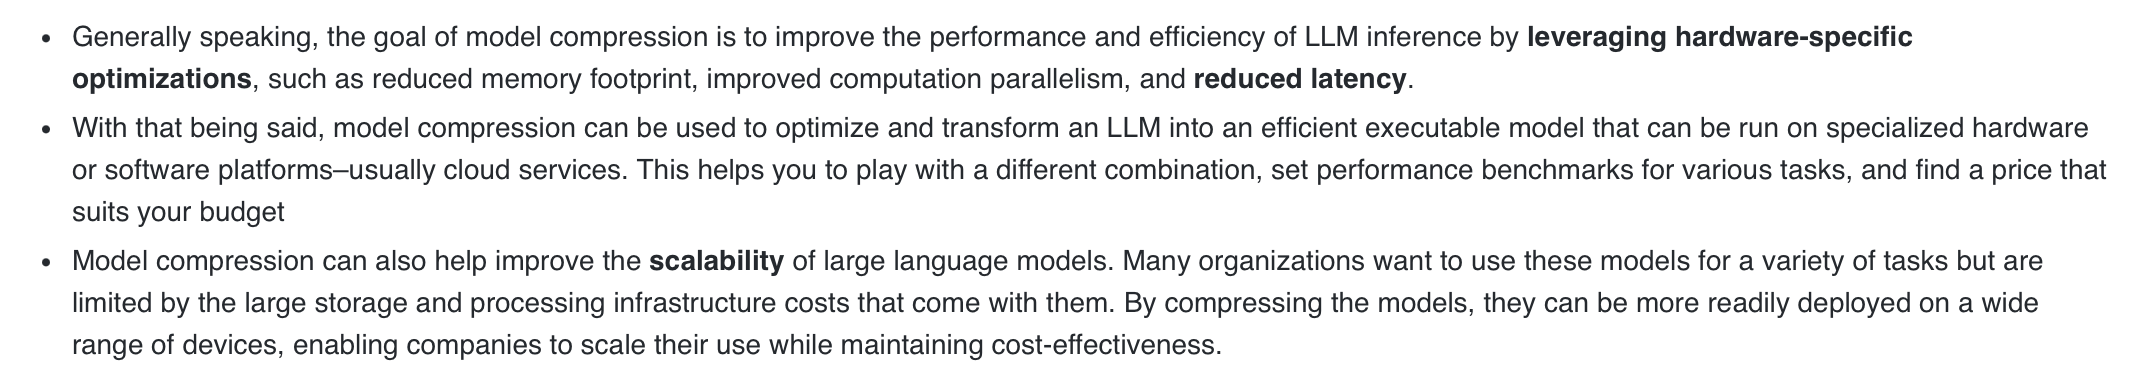 • Generally speaking, the goal of model compression is to improve the performance and efficiency of LLM inference by leveraging hardware-specific
optimizations, such as reduced memory footprint, improved computation parallelism, and reduced latency.
• With that being said, model compression can be used to optimize and transform an LLM into an efficient executable model that can be run on specialized hardware
or software platforms–usually cloud services. This helps you to play with a different combination, set performance benchmarks for various tasks, and find a price that
suits your budget
• Model compression can also help improve the scalability of large language models. Many organizations want to use these models for a variety of tasks but are
limited by the large storage and processing infrastructure costs that come with them. By compressing the models, they can be more readily deployed on a wide
range of devices, enabling companies to scale their use while maintaining cost-effectiveness.